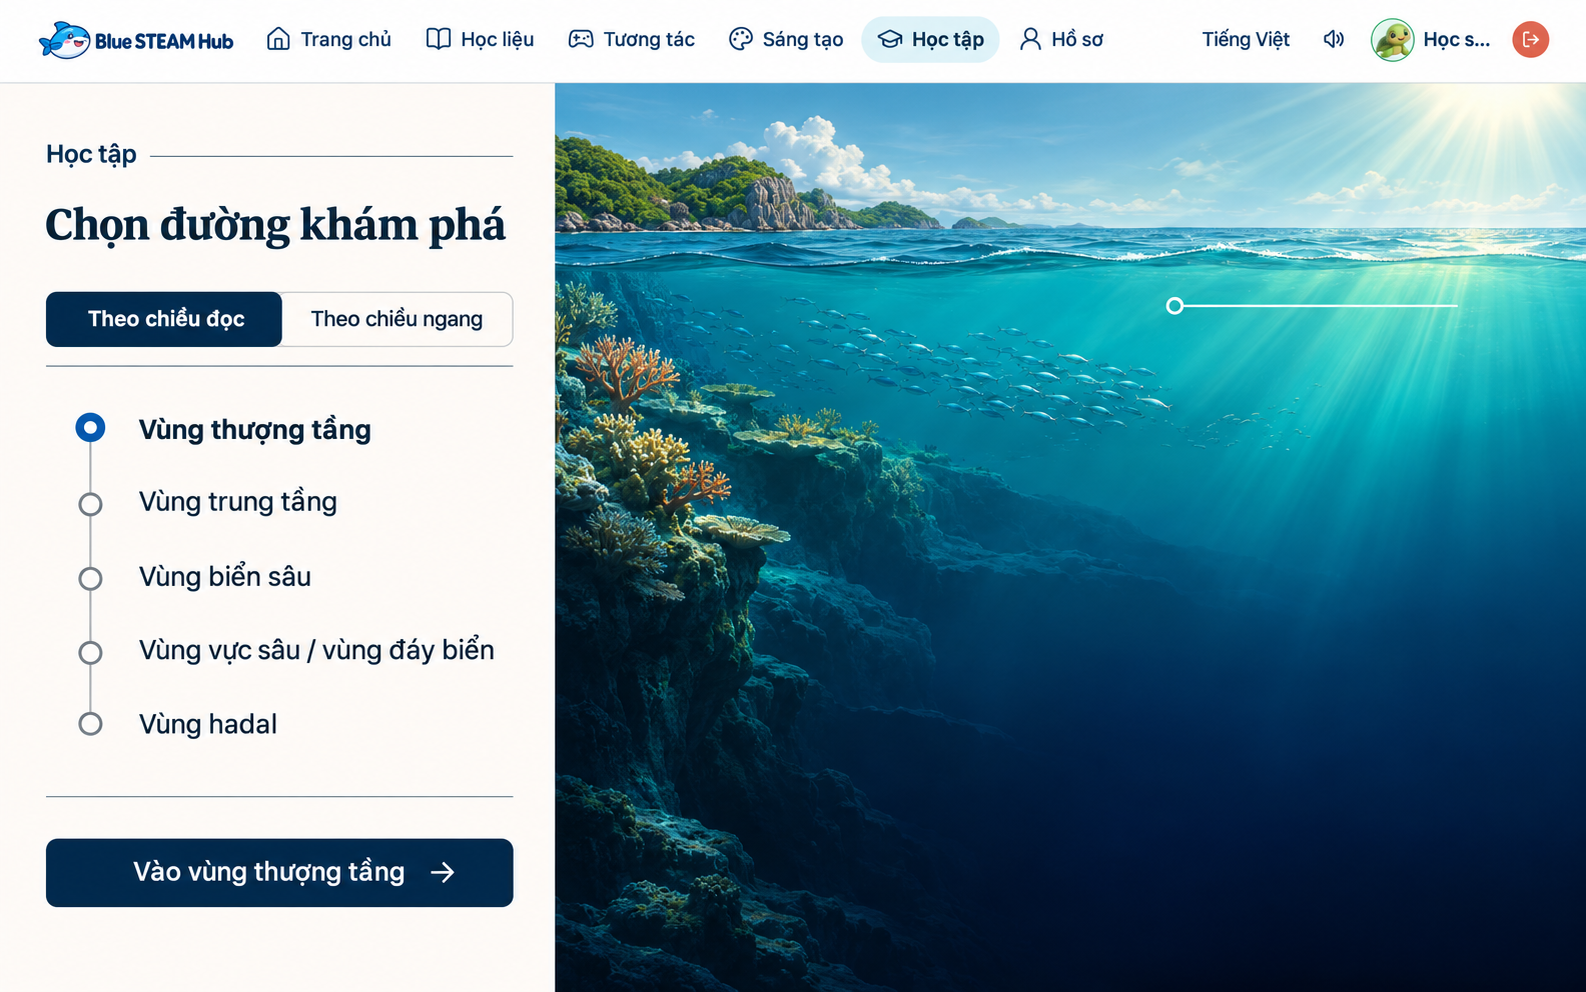 Blue STEAM Hub
Trang chủ
Học liệu
Tương tác
Sáng tạo
Học tập
Hồ sơ
Tiếng Việt
Học s...
Học tập
Chọn đường khám phá
Theo chiều đọc
Theo chiều ngang
Vùng thượng tầng
Vùng trung tầng
Vùng biển sâu
Vùng vực sâu / vùng đáy biển
Vùng hadal
Vào vùng thượng tầng